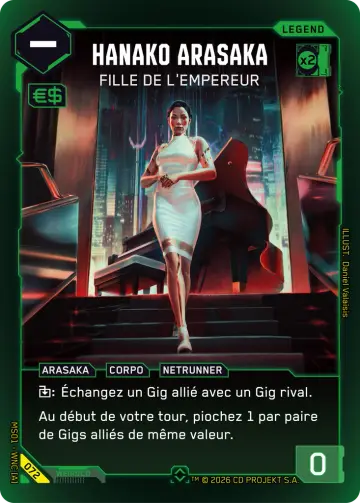 LEGEND
HANAKO ARASAKA
x2
FILLE DE L'EMPEREUR
€$
ILLUST: Daniel Valaisis
ARASAKA CORPO NETRUNNER
: Échangez un Gig allié avec un Gig rival.
Au début de votre tour, piochez 1 par paire
de Gigs alliés de même valeur.
072
0
™ © 2026 CD PROJEKT S.A.